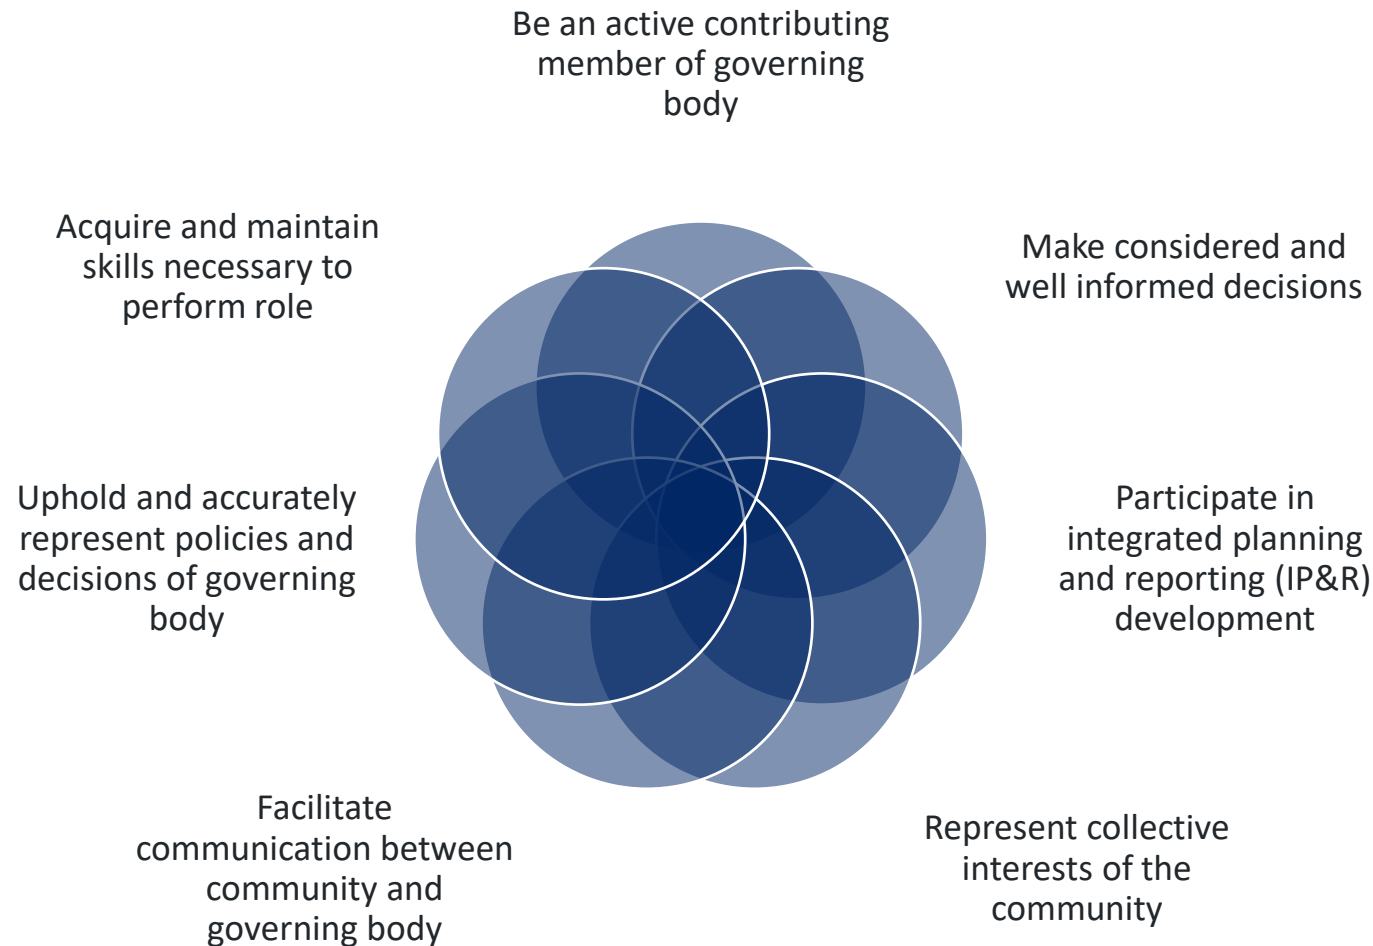 Be an active contributing
member of governing
body
Make considered and
well informed decisions
Participate in
integrated planning
and reporting (IP&R)
development
Represent collective
interests of the
community
Facilitate
communication between
community and
governing body
Uphold and accurately
represent policies and
decisions of governing
body
Acquire and maintain
skills necessary to
perform role